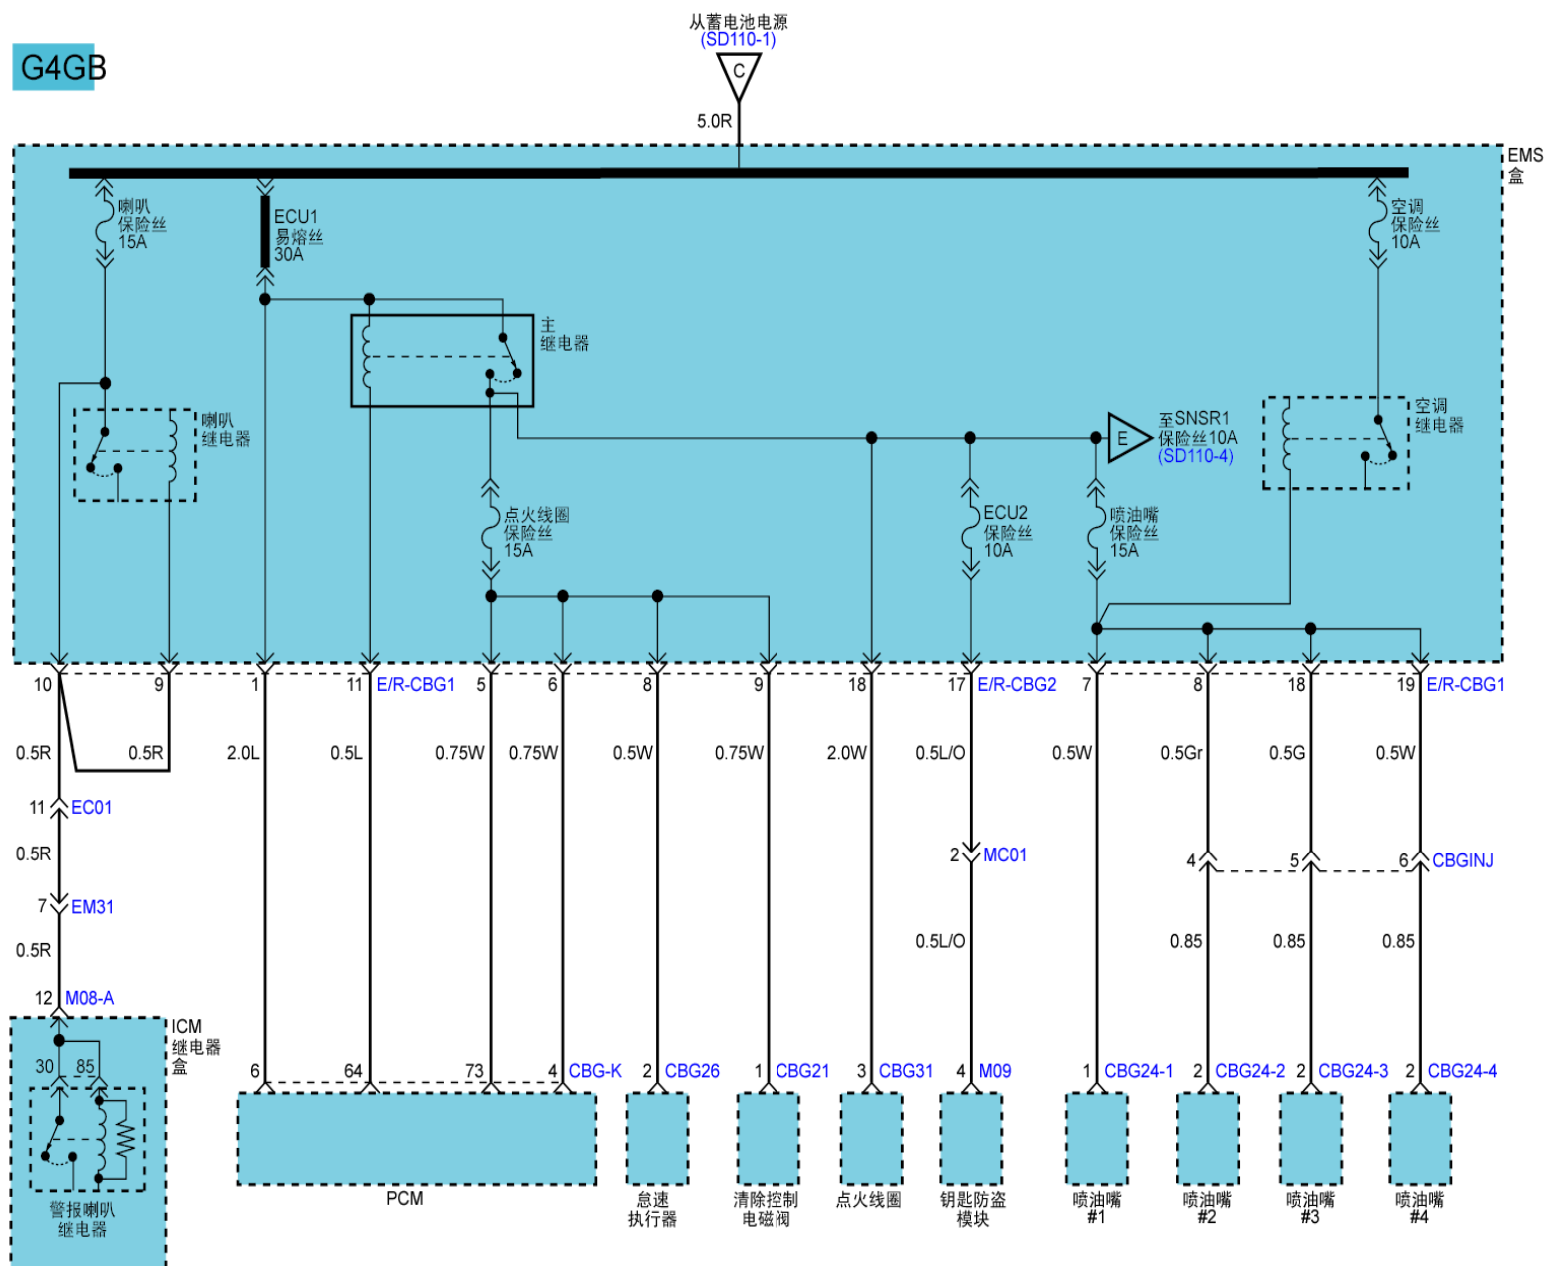 从蓄电池电源
(SD110-1)
G4GB
C
5.0R
EMS
盒
喇叭
保险丝
15A
ECU1
易熔丝
30A
空调
保险丝
10A
主
继电器
喇叭
继电器
E
至SNSR1
保险丝10A
(SD110-4)
空调
继电器
点火线圈
保险丝
15A
ECU2
保险丝
10A
喷油嘴
保险丝
15A
10 9 1 11 E/R-CBG1 5 6 8 9 18 17 E/R-CBG2 7 8 18 19 E/R-CBG1
0.5R 0.5R 2.0L 0.5L 0.75W 0.75W 0.5W 0.75W 2.0W 0.5L/O 0.5W 0.5Gr 0.5G 0.5W
11 EC01
0.5R 2 MC01 4 5 6 CBGINJ
7 EM31
0.5R 0.5L/O 0.85 0.85 0.85
12 M08-A
ICM
继电器
盒
30 85 6 64 73 4 CBG-K 2 CBG26 1 CBG21 3 CBG31 4 M09 1 CBG24-1 2 CBG24-2 2 CBG24-3 2 CBG24-4
警报喇叭
继电器
PCM
怠速
执行器
清除控制
电磁阀
点火线圈
钥匙防盗
模块
喷油嘴
#1
喷油嘴
#2
喷油嘴
#3
喷油嘴
#4